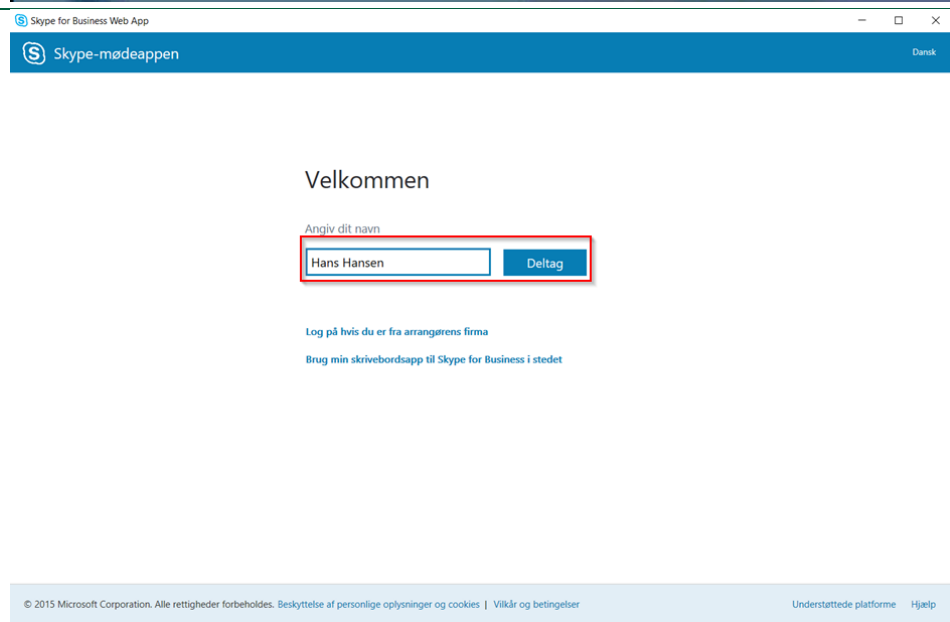 Skype for Business Web App
Skype-mødeappen
Dansk
Velkommen
Angiv dit navn
Hans Hansen
Deltag
Log på hvis du er fra arrangørens firma
Brug min skrivebordsapp til Skype for Business i stedet
© 2015 Microsoft Corporation. Alle rettigheder forbeholdes. Beskyttelse af personlige oplysninger og cookies | Vilkår og betingelser Understøttede platforme Hjælp